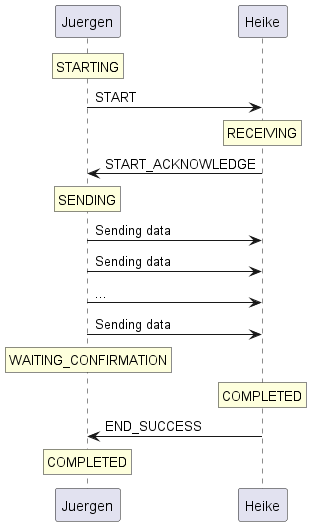 Juergen Heike
STARTING
START
RECEIVING
START_ACKNOWLEDGE
SENDING
Sending data
Sending data
...
Sending data
WAITING_CONFIRMATION
COMPLETED
END_SUCCESS
COMPLETED
Juergen Heike